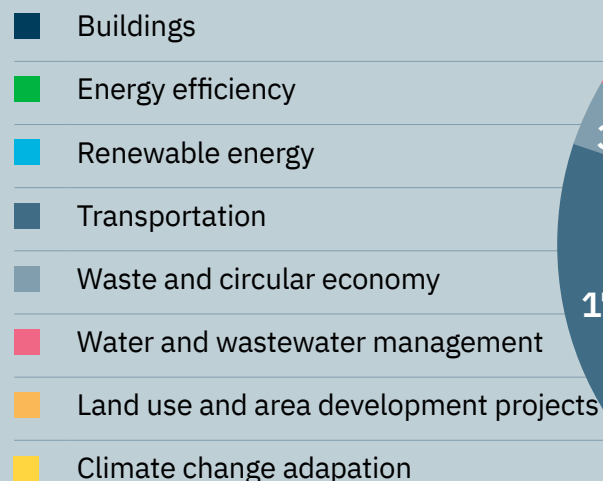 Buildings
Energy efficiency
Renewable energy
Transportation
Waste and circular economy
Water and wastewater management
Land use and area development projects
Climate change adapation